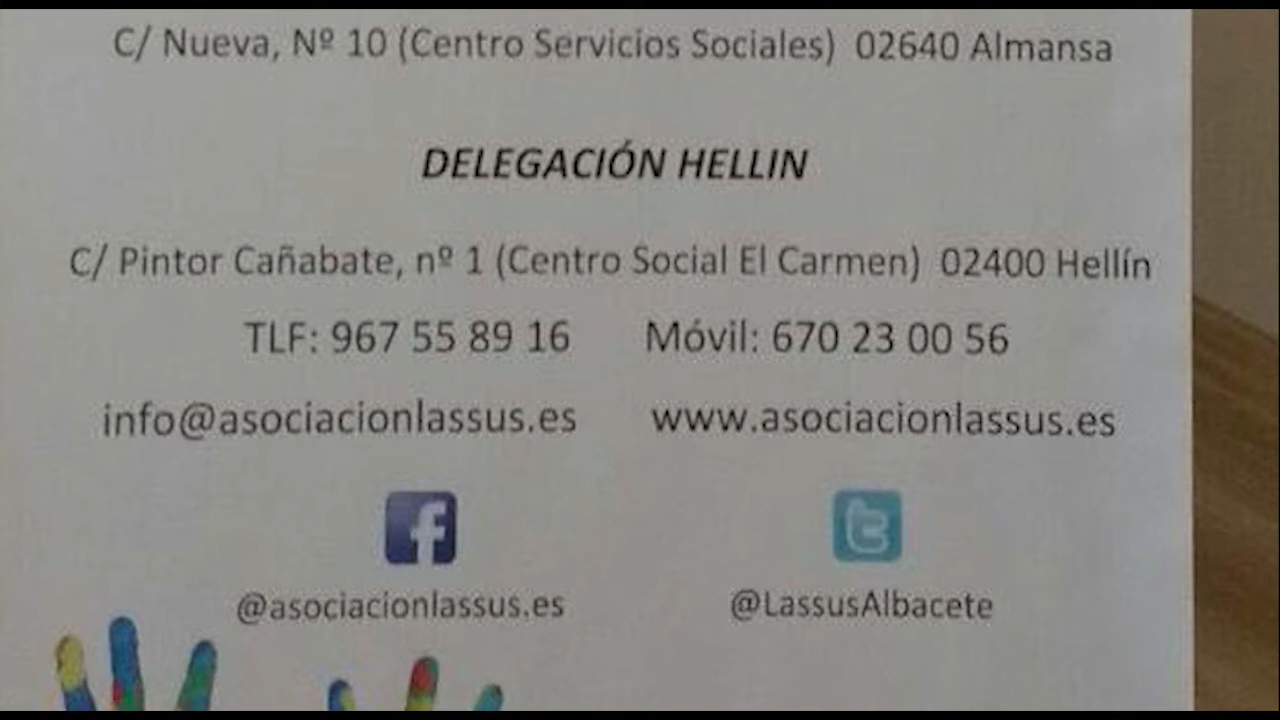 C/ Nueva, Nº 10 (Centro Servicios Sociales) 02640 Almansa
DELEGACIÓN HELLIN
C/ Pintor Cañabate, nº 1 (Centro Social El Carmen) 02400 Hellín
TLF: 967 55 89 16 Móvil: 670 23 00 56
info@asociacionlassus.es www.asociacionlassus.es
@asociacionlassus.es @LassusAlbacete